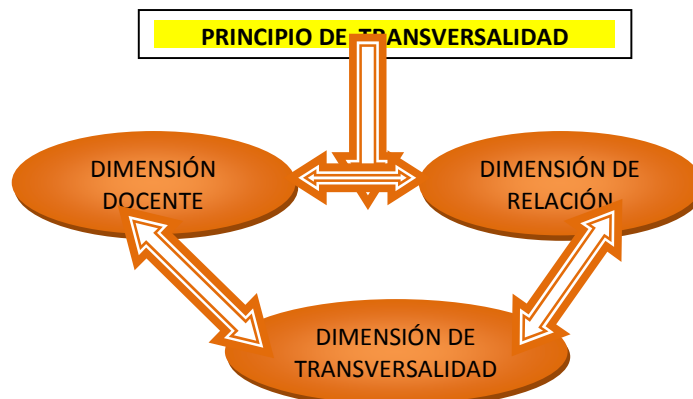 PRINCIPIO DE TRANSVERSALIDAD
DIMENSIÓN
DOCENTE
DIMENSIÓN DE
RELACIÓN
DIMENSIÓN DE
TRANSVERSALIDAD